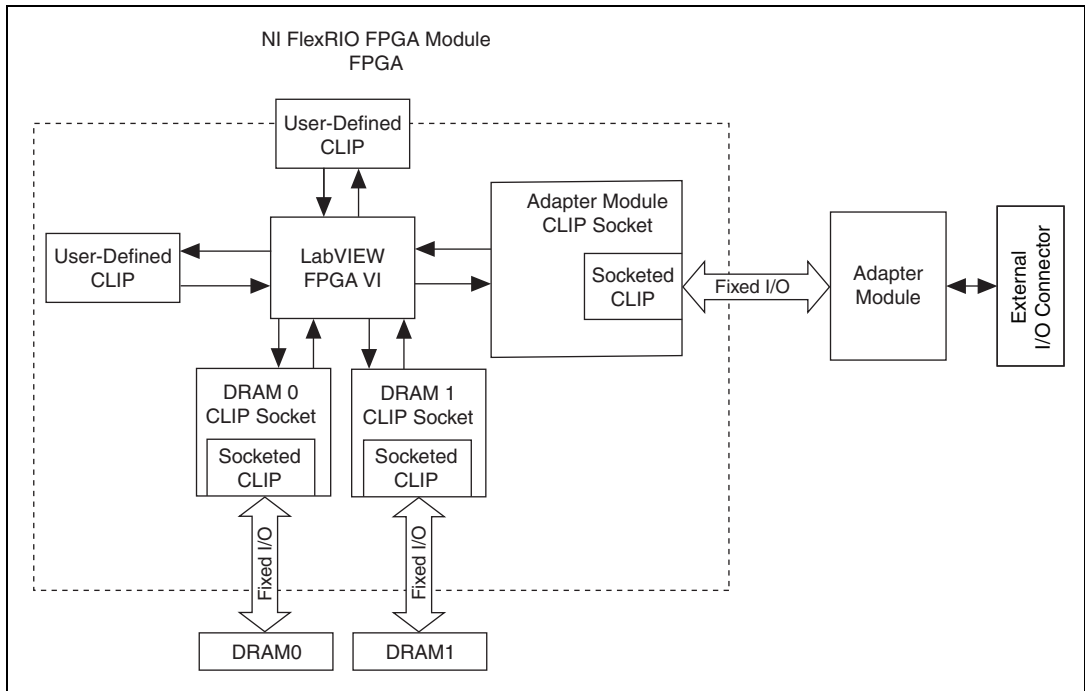 NI FlexRIO FPGA Module
FPGA
User-Defined
CLIP
User-Defined
CLIP
LabVIEW
FPGA VI
Adapter Module
CLIP Socket
Socketed
CLIP
Fixed I/O
Adapter
Module
External
I/O Connector
DRAM 0
CLIP Socket
Socketed
CLIP
DRAM 1
CLIP Socket
Socketed
CLIP
Fixed I/O
Fixed I/O
DRAM0
DRAM1